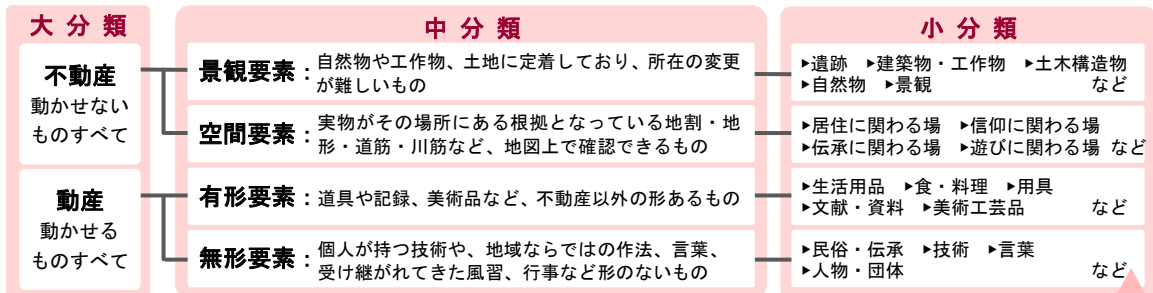 大分類
中分類
小分類
不動産
動かせない
ものすべて
景観要素：自然物や工作物、土地に定着しており、所在の変更
が難しいもの
▶遺跡 ▶建築物・工作物 ▶土木構造物
▶自然物 ▶景観 など
空間要素：実物がその場所にある根拠となっている地割・地
形・道筋・川筋など、地図上で確認できるもの
▶居住に関わる場 ▶信仰に関わる場
▶伝承に関わる場 ▶遊びに関わる場 など
動産
動かせる
ものすべて
有形要素：道具や記録、美術品など、不動産以外の形あるもの
▶生活用品 ▶食・料理 ▶用具
▶文献・資料 ▶美術工芸品 など
無形要素：個人が持つ技術や、地域ならではの作法、言葉、
受け継がれてきた風習、行事など形のないもの
▶民俗・伝承 ▶技術 ▶言葉
▶人物・団体 など